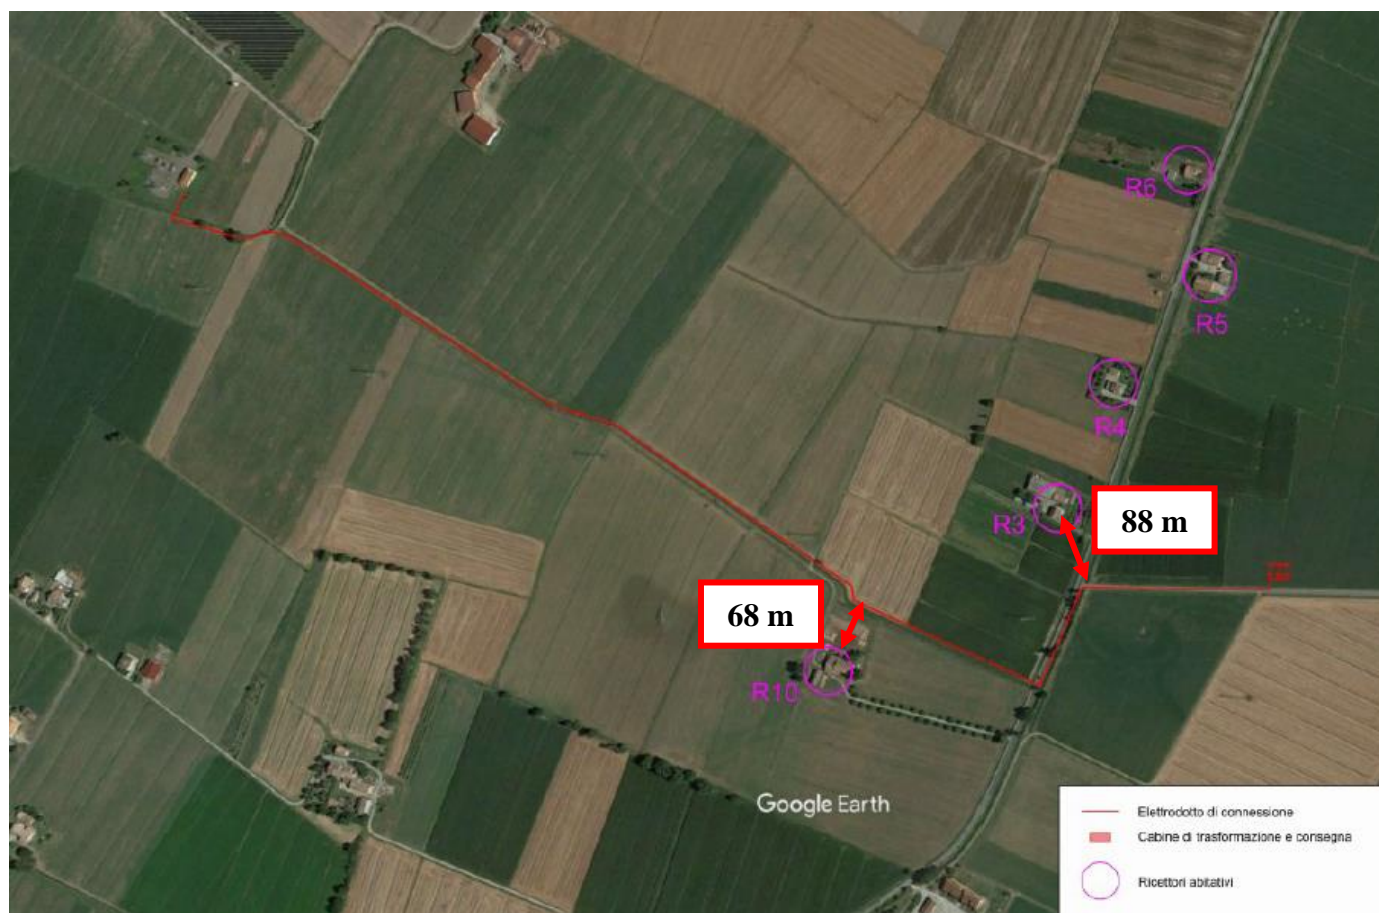 R6
R5
R4
R3
88 m
68 m
R10
Google Earth
Elettrodotto di connessione
Cabine di trasformazione e consegna
Ricettori abitativi